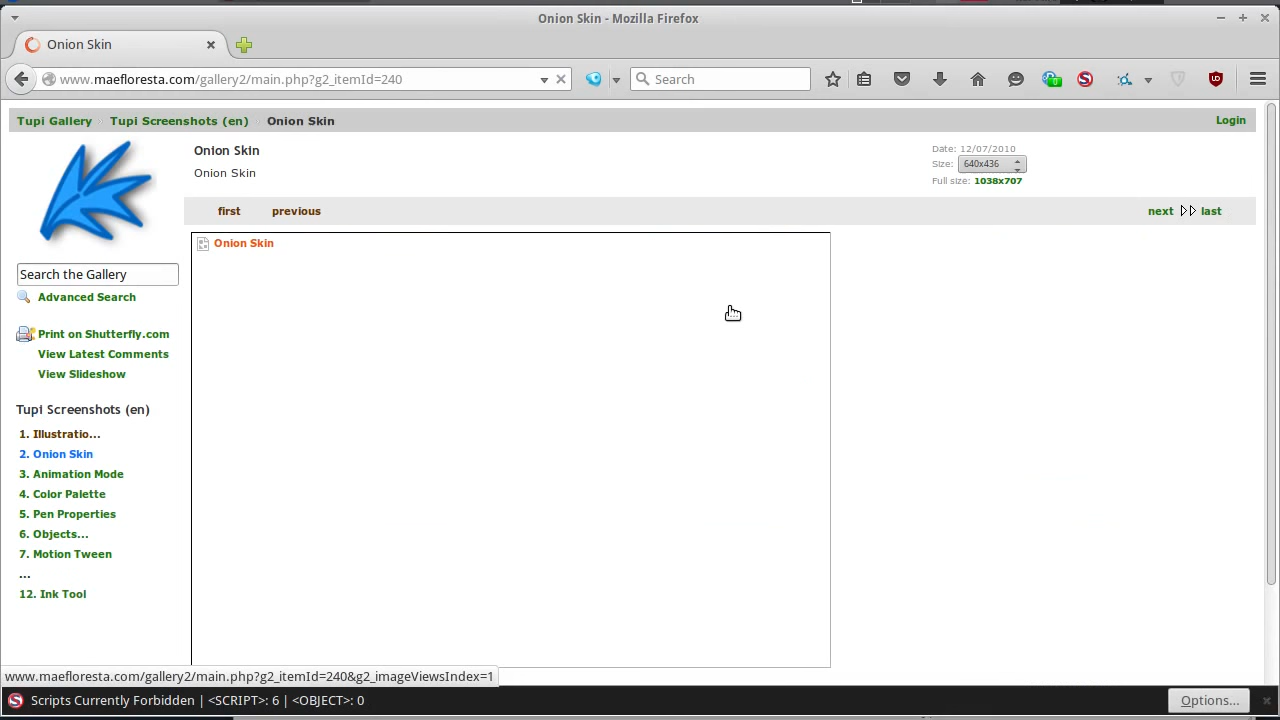 Onion Skin - Mozilla Firefox
Onion Skin
www.maefloresta.com/gallery2/main.php?g2_itemId=240
Search
0
S
UD
Tupi Gallery Tupi Screenshots (en) Onion Skin Login
Onion Skin
Onion Skin
Date: 12/07/2010
Size: 640x436
Full size: 1038x707
first previous next last
Onion Skin
Search the Gallery
Advanced Search
Print on Shutterfly.com
View Latest Comments
View Slideshow
Tupi Screenshots (en)
1. Illustratio...
2. Onion Skin
3. Animation Mode
4. Color Palette
5. Pen Properties
6. Objects...
7. Motion Tween
...
12. Ink Tool
www.maefloresta.com/gallery2/main.php?g2_itemId=240&g2_imageViewsIndex=1
S Scripts Currently Forbidden | <SCRIPT>: 6 | <OBJECT>: 0 Options...